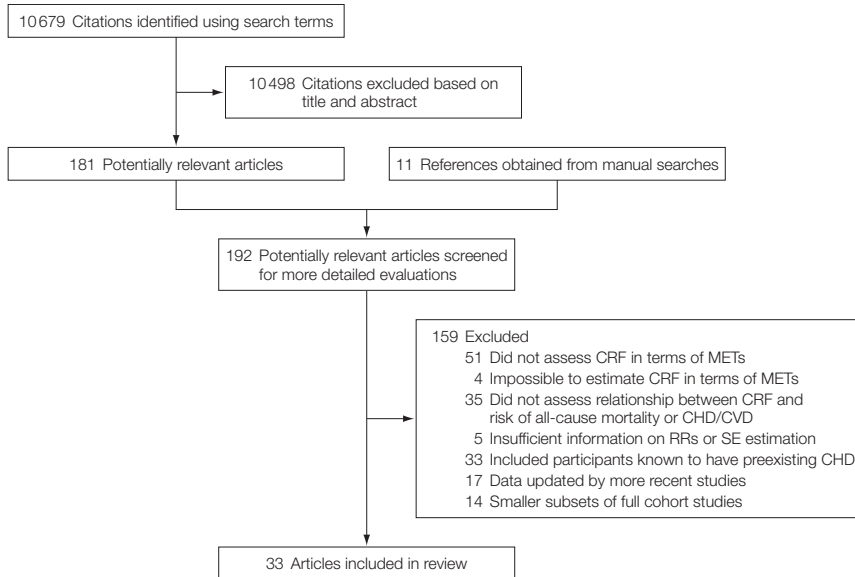 10 679 Citations identified using search terms
10 498 Citations excluded based on
title and abstract
181 Potentially relevant articles
11 References obtained from manual searches
192 Potentially relevant articles screened
for more detailed evaluations
159 Excluded
51 Did not assess CRF in terms of METs
4 Impossible to estimate CRF in terms of METs
35 Did not assess relationship between CRF and
risk of all-cause mortality or CHD/CVD
5 Insufficient information on RRs or SE estimation
33 Included participants known to have preexisting CHD
17 Data updated by more recent studies
14 Smaller subsets of full cohort studies
33 Articles included in review